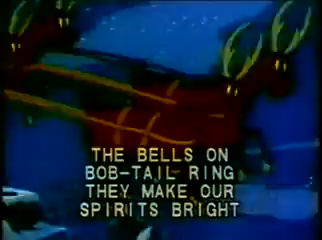 THE BELLS ON
BOB-TAIL RING
THEY MAKE OUR
SPIRITS BRIGHT